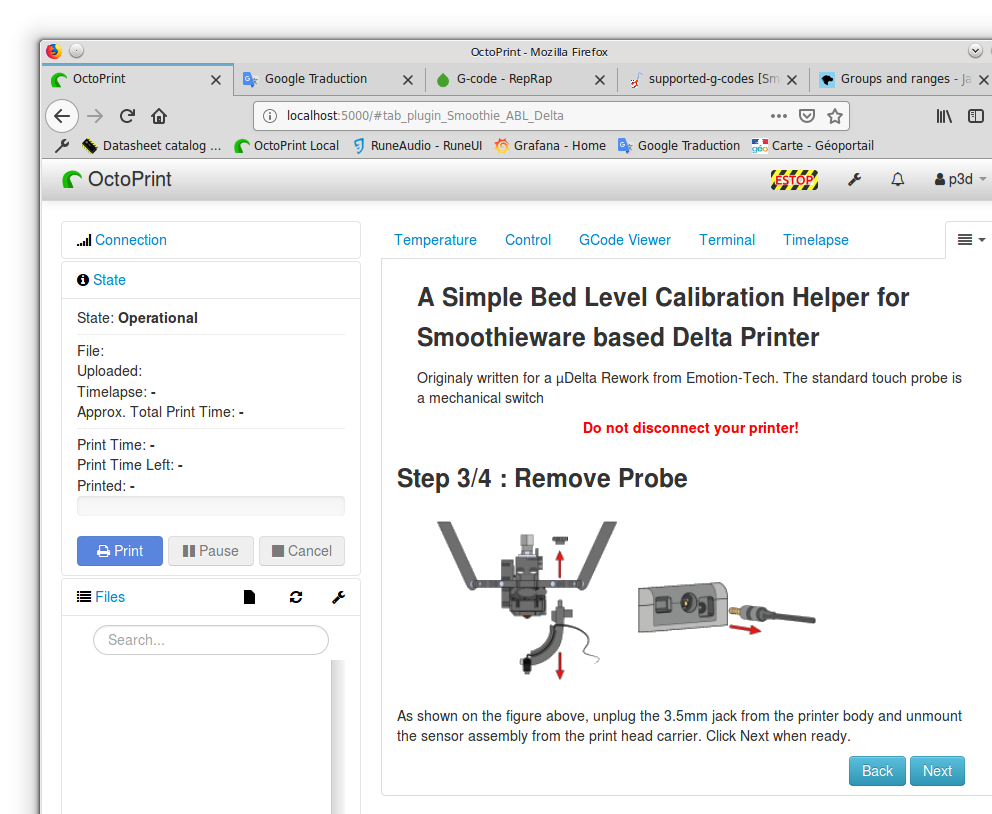 OctoPrint - Mozilla Firefox
OctoPrint
Google Traduction
G-code - RepRap
supported-g-codes [Sm
Groups and ranges - Ja
localhost:5000/#tab_plugin_Smoothie_ABL_Delta
Datasheet catalog ...
OctoPrint Local
RuneAudio - RuneUI
Grafana - Home
Google Traduction
Carte - Géoportail
OctoPrint
ESTOP
p3d
Connection
State
State: Operational
File:
Uploaded:
Timelapse: -
Approx. Total Print Time: -
Print Time: -
Print Time Left: -
Printed: -
Print
Pause
Cancel
Files
Search...
Temperature
Control
GCode Viewer
Terminal
Timelapse
A Simple Bed Level Calibration Helper for
Smoothieware based Delta Printer
Originaly written for a µDelta Rework from Emotion-Tech. The standard touch probe is
a mechanical switch
Do not disconnect your printer!
Step 3/4 : Remove Probe
As shown on the figure above, unplug the 3.5mm jack from the printer body and unmount
the sensor assembly from the print head carrier. Click Next when ready.
Back
Next